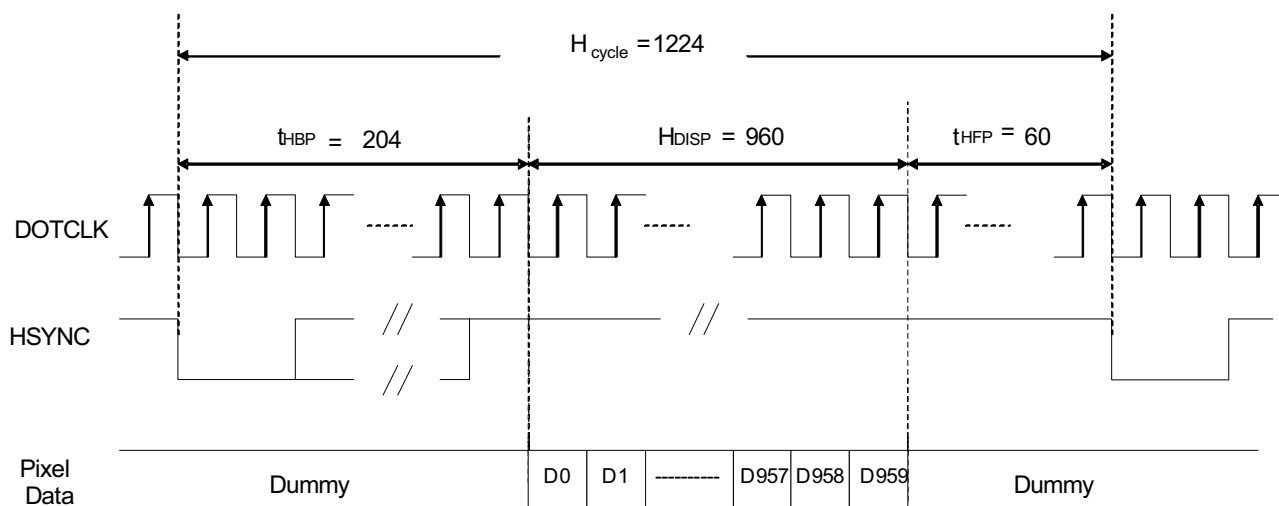 H cycle = 1224
tHBP = 204
HDISP = 960
tHFP = 60
DOTCLK
HSYNC
Pixel
Data
Dummy
D0
D1
D957
D958
D959
Dummy